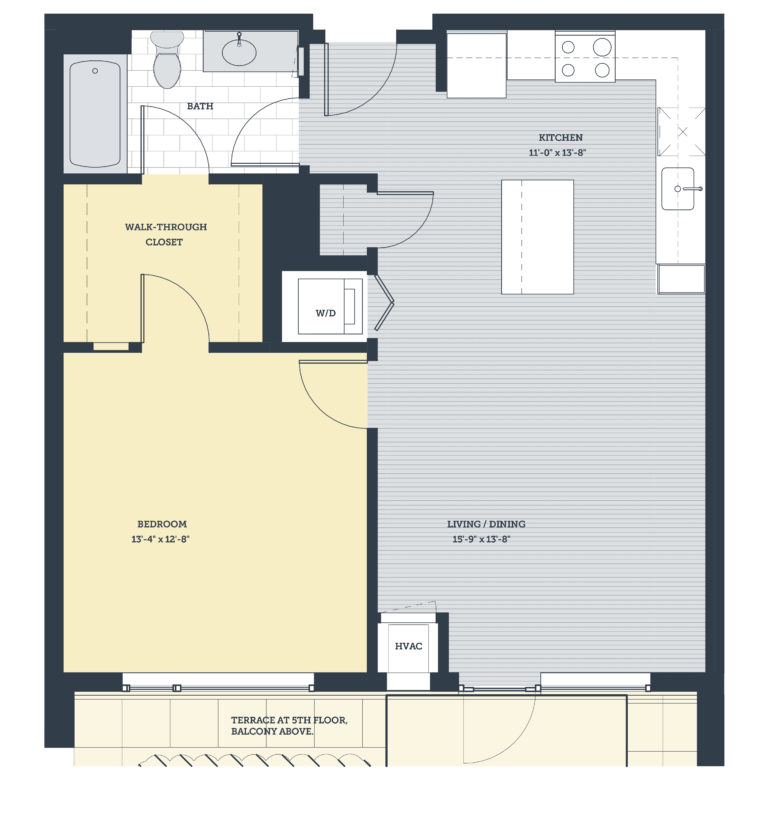 BATH
KITCHEN
11'-0" x 13'-8"
WALK-THROUGH
CLOSET
W/D
BEDROOM
13'-4" x 12'-8"
LIVING / DINING
15'-9" x 13'-8"
HVAC
TERRACE AT 5TH FLOOR,
BALCONY ABOVE.